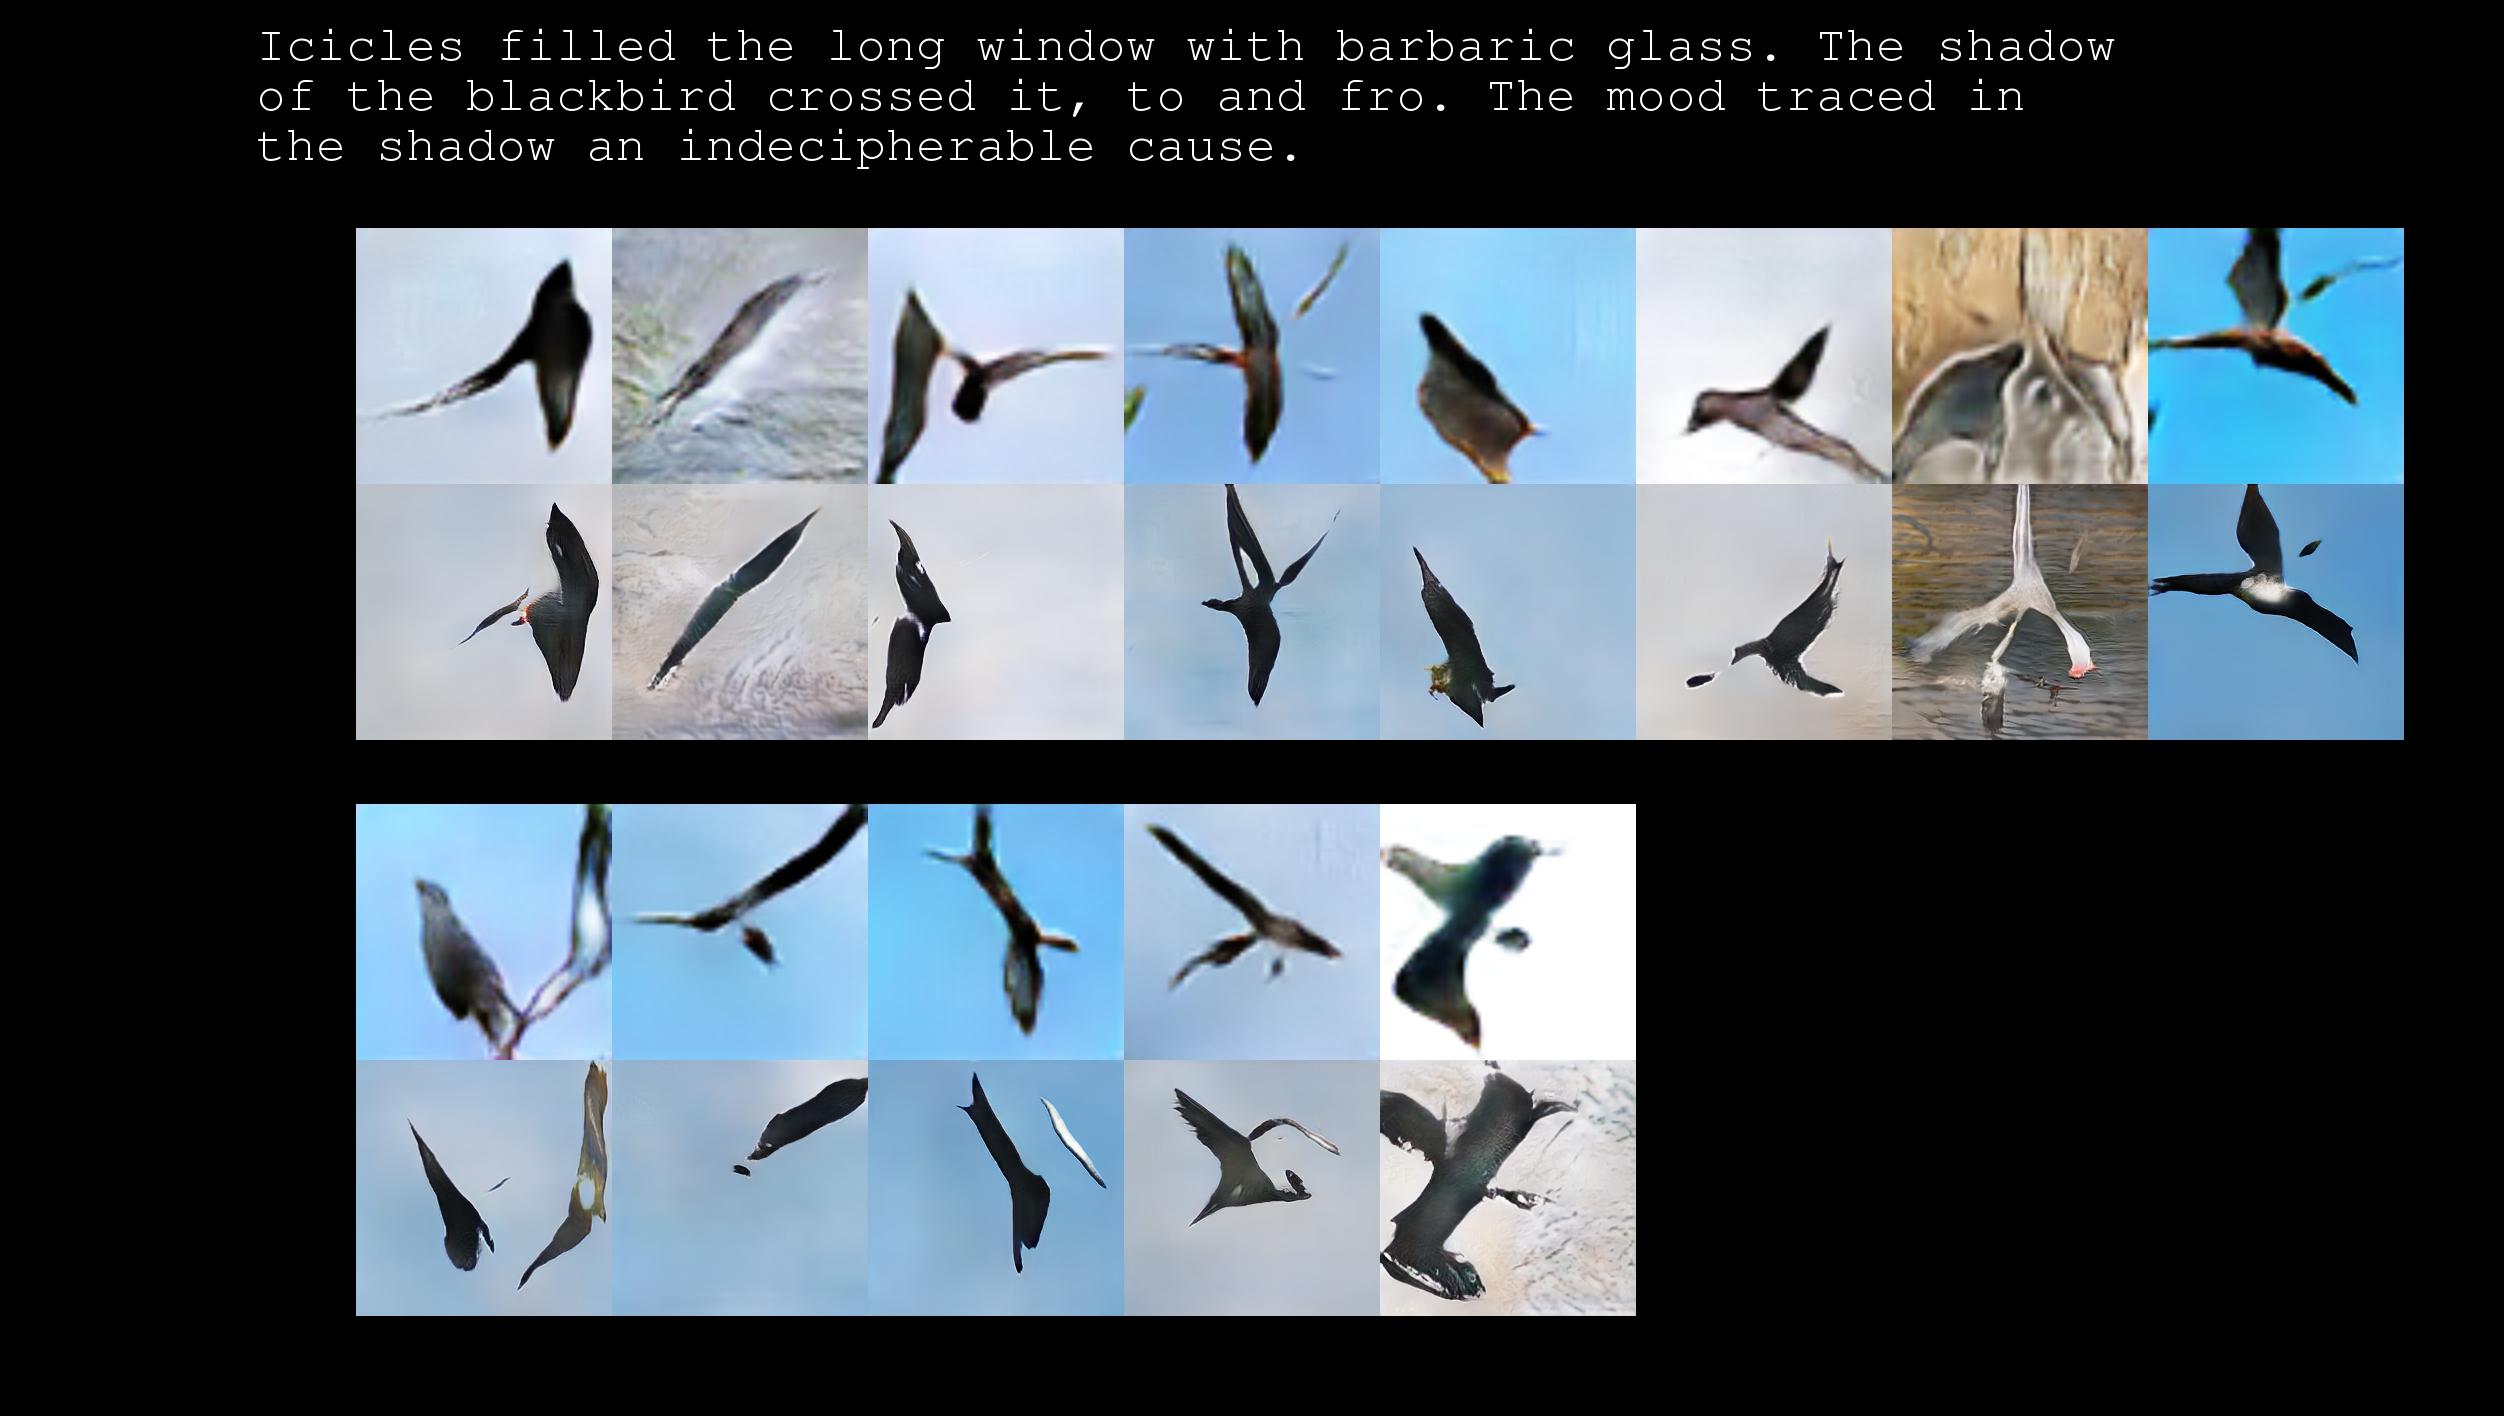 Icicles filled the long window with barbaric glass. The shadow
of the blackbird crossed it, to and fro. The mood traced in
the shadow an indecipherable cause.